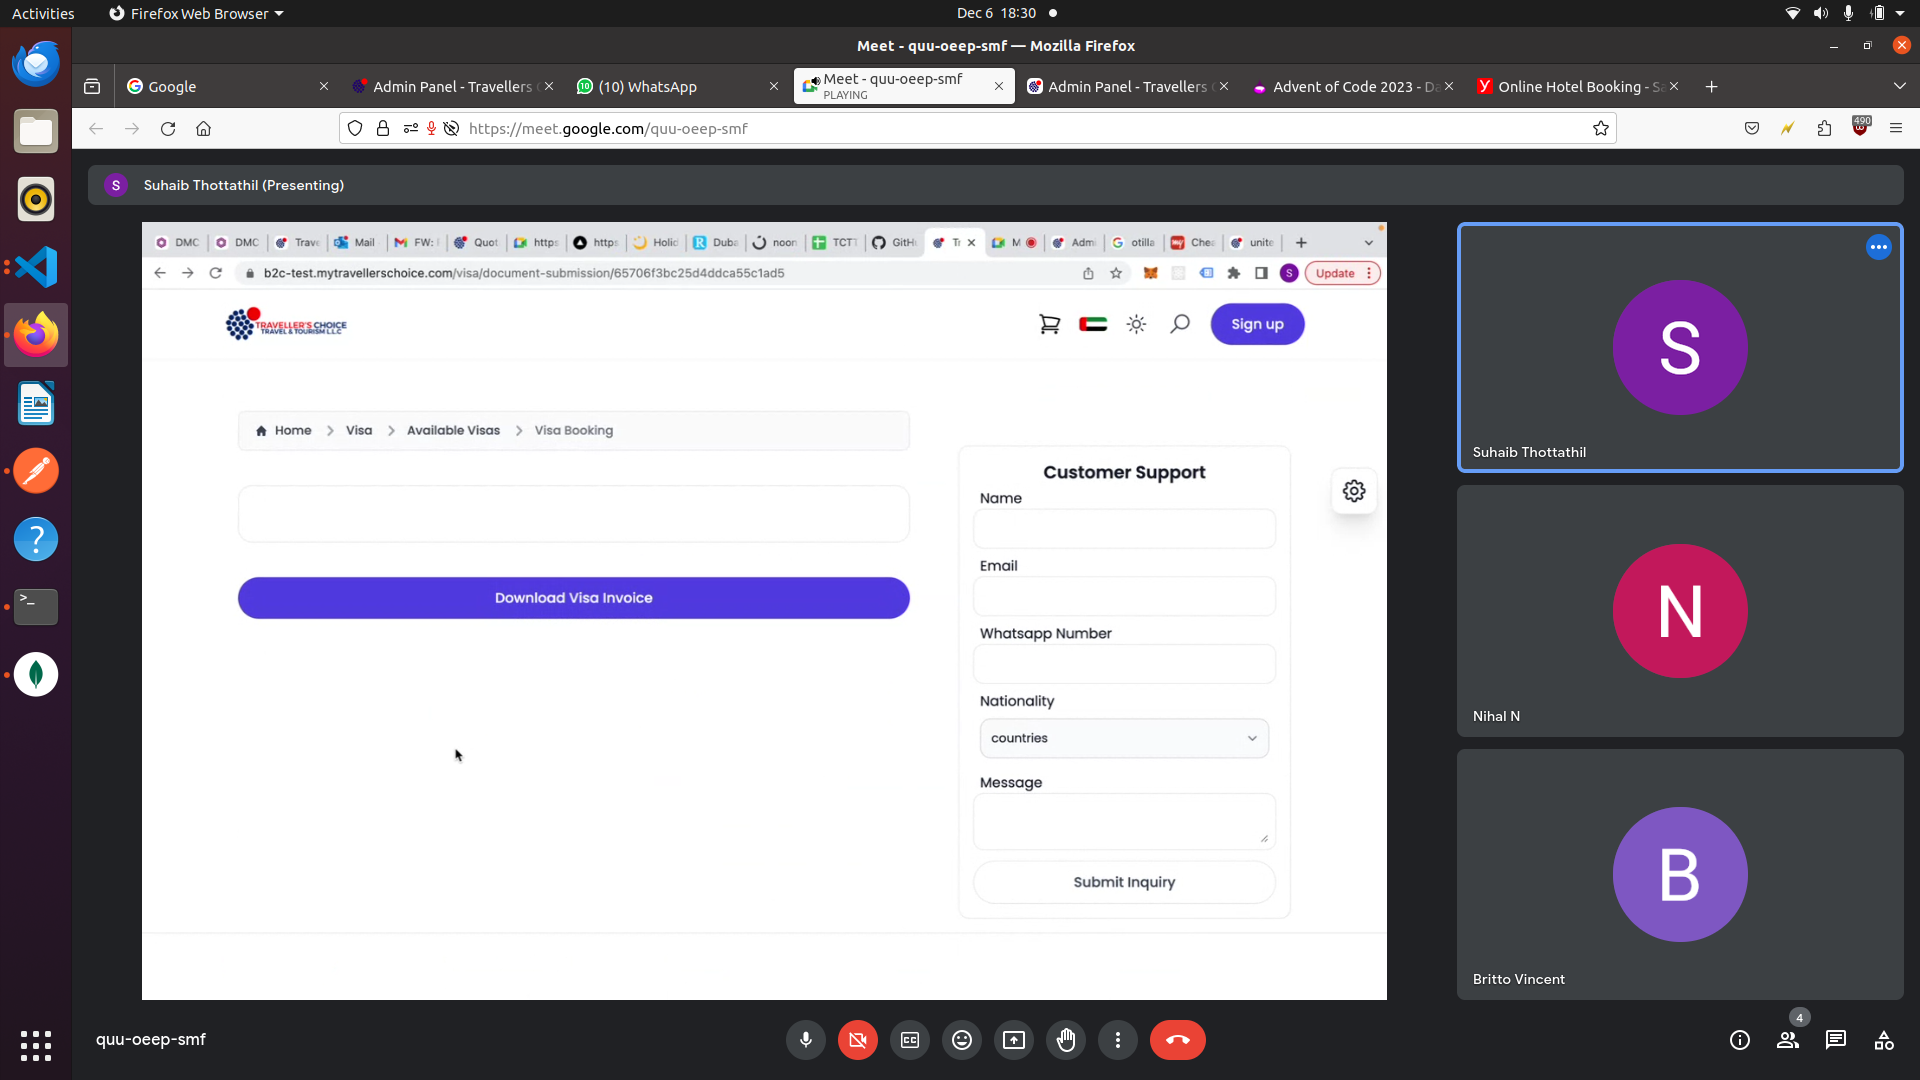 Activities
Firefox Web Browser
Dec 6 18:30
Meet - quu-oeep-smf — Mozilla Firefox
Google
Admin Panel - Travellers
(10) WhatsApp
Meet - quu-oeep-smf
PLAYING
Admin Panel - Travellers
Advent of Code 2023 - Da
Online Hotel Booking - Sa
https://meet.google.com/quu-oeep-smf
490
S
Suhaib Thottathil (Presenting)
DMC
DMC
Trave
Mail
FW:
Quot
https
https
Holid
Duba
noon
TCTT
GitH
Tr
M
Admi
otilla
Chea
unite
b2c-test.mytravellerschoice.com/visa/document-submission/65706f3bc25d4ddca55c1ad5
S
Update
TRAVELLER'S CHOICE
TRAVEL & TOURISM L.L.C
Sign up
Home
Visa
Available Visas
Visa Booking
Download Visa Invoice
Customer Support
Name
Email
Whatsapp Number
Nationality
countries
Message
Submit Inquiry
S
Suhaib Thottathil
N
Nihal N
B
Britto Vincent
quu-oeep-smf
4